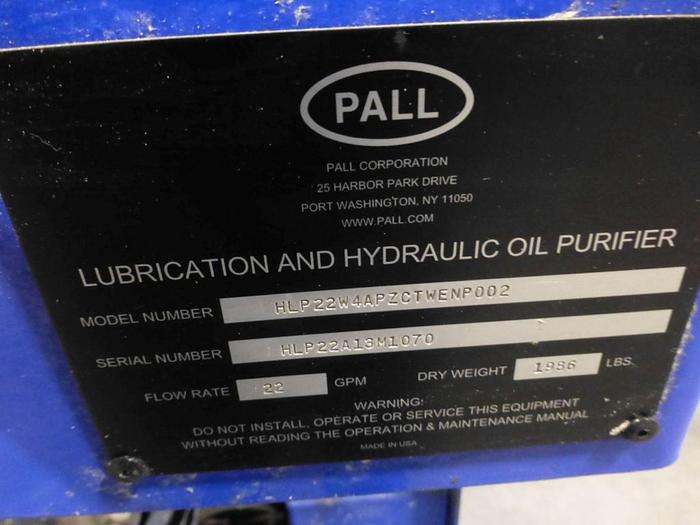 PALL
PALL CORPORATION
25 HARBOR PARK DRIVE
PORT WASHINGTON, NY 11050
WWW.PALL.COM
LUBRICATION AND HYDRAULIC OIL PURIFIER
MODEL NUMBER HLP22W4APZCTWENP002
SERIAL NUMBER HLP22A13M1070
FLOW RATE 22 GPM DRY WEIGHT 1986 LBS.
WARNING:
DO NOT INSTALL, OPERATE OR SERVICE THIS EQUIPMENT
WITHOUT READING THE OPERATION & MAINTENANCE MANUAL
MADE IN USA